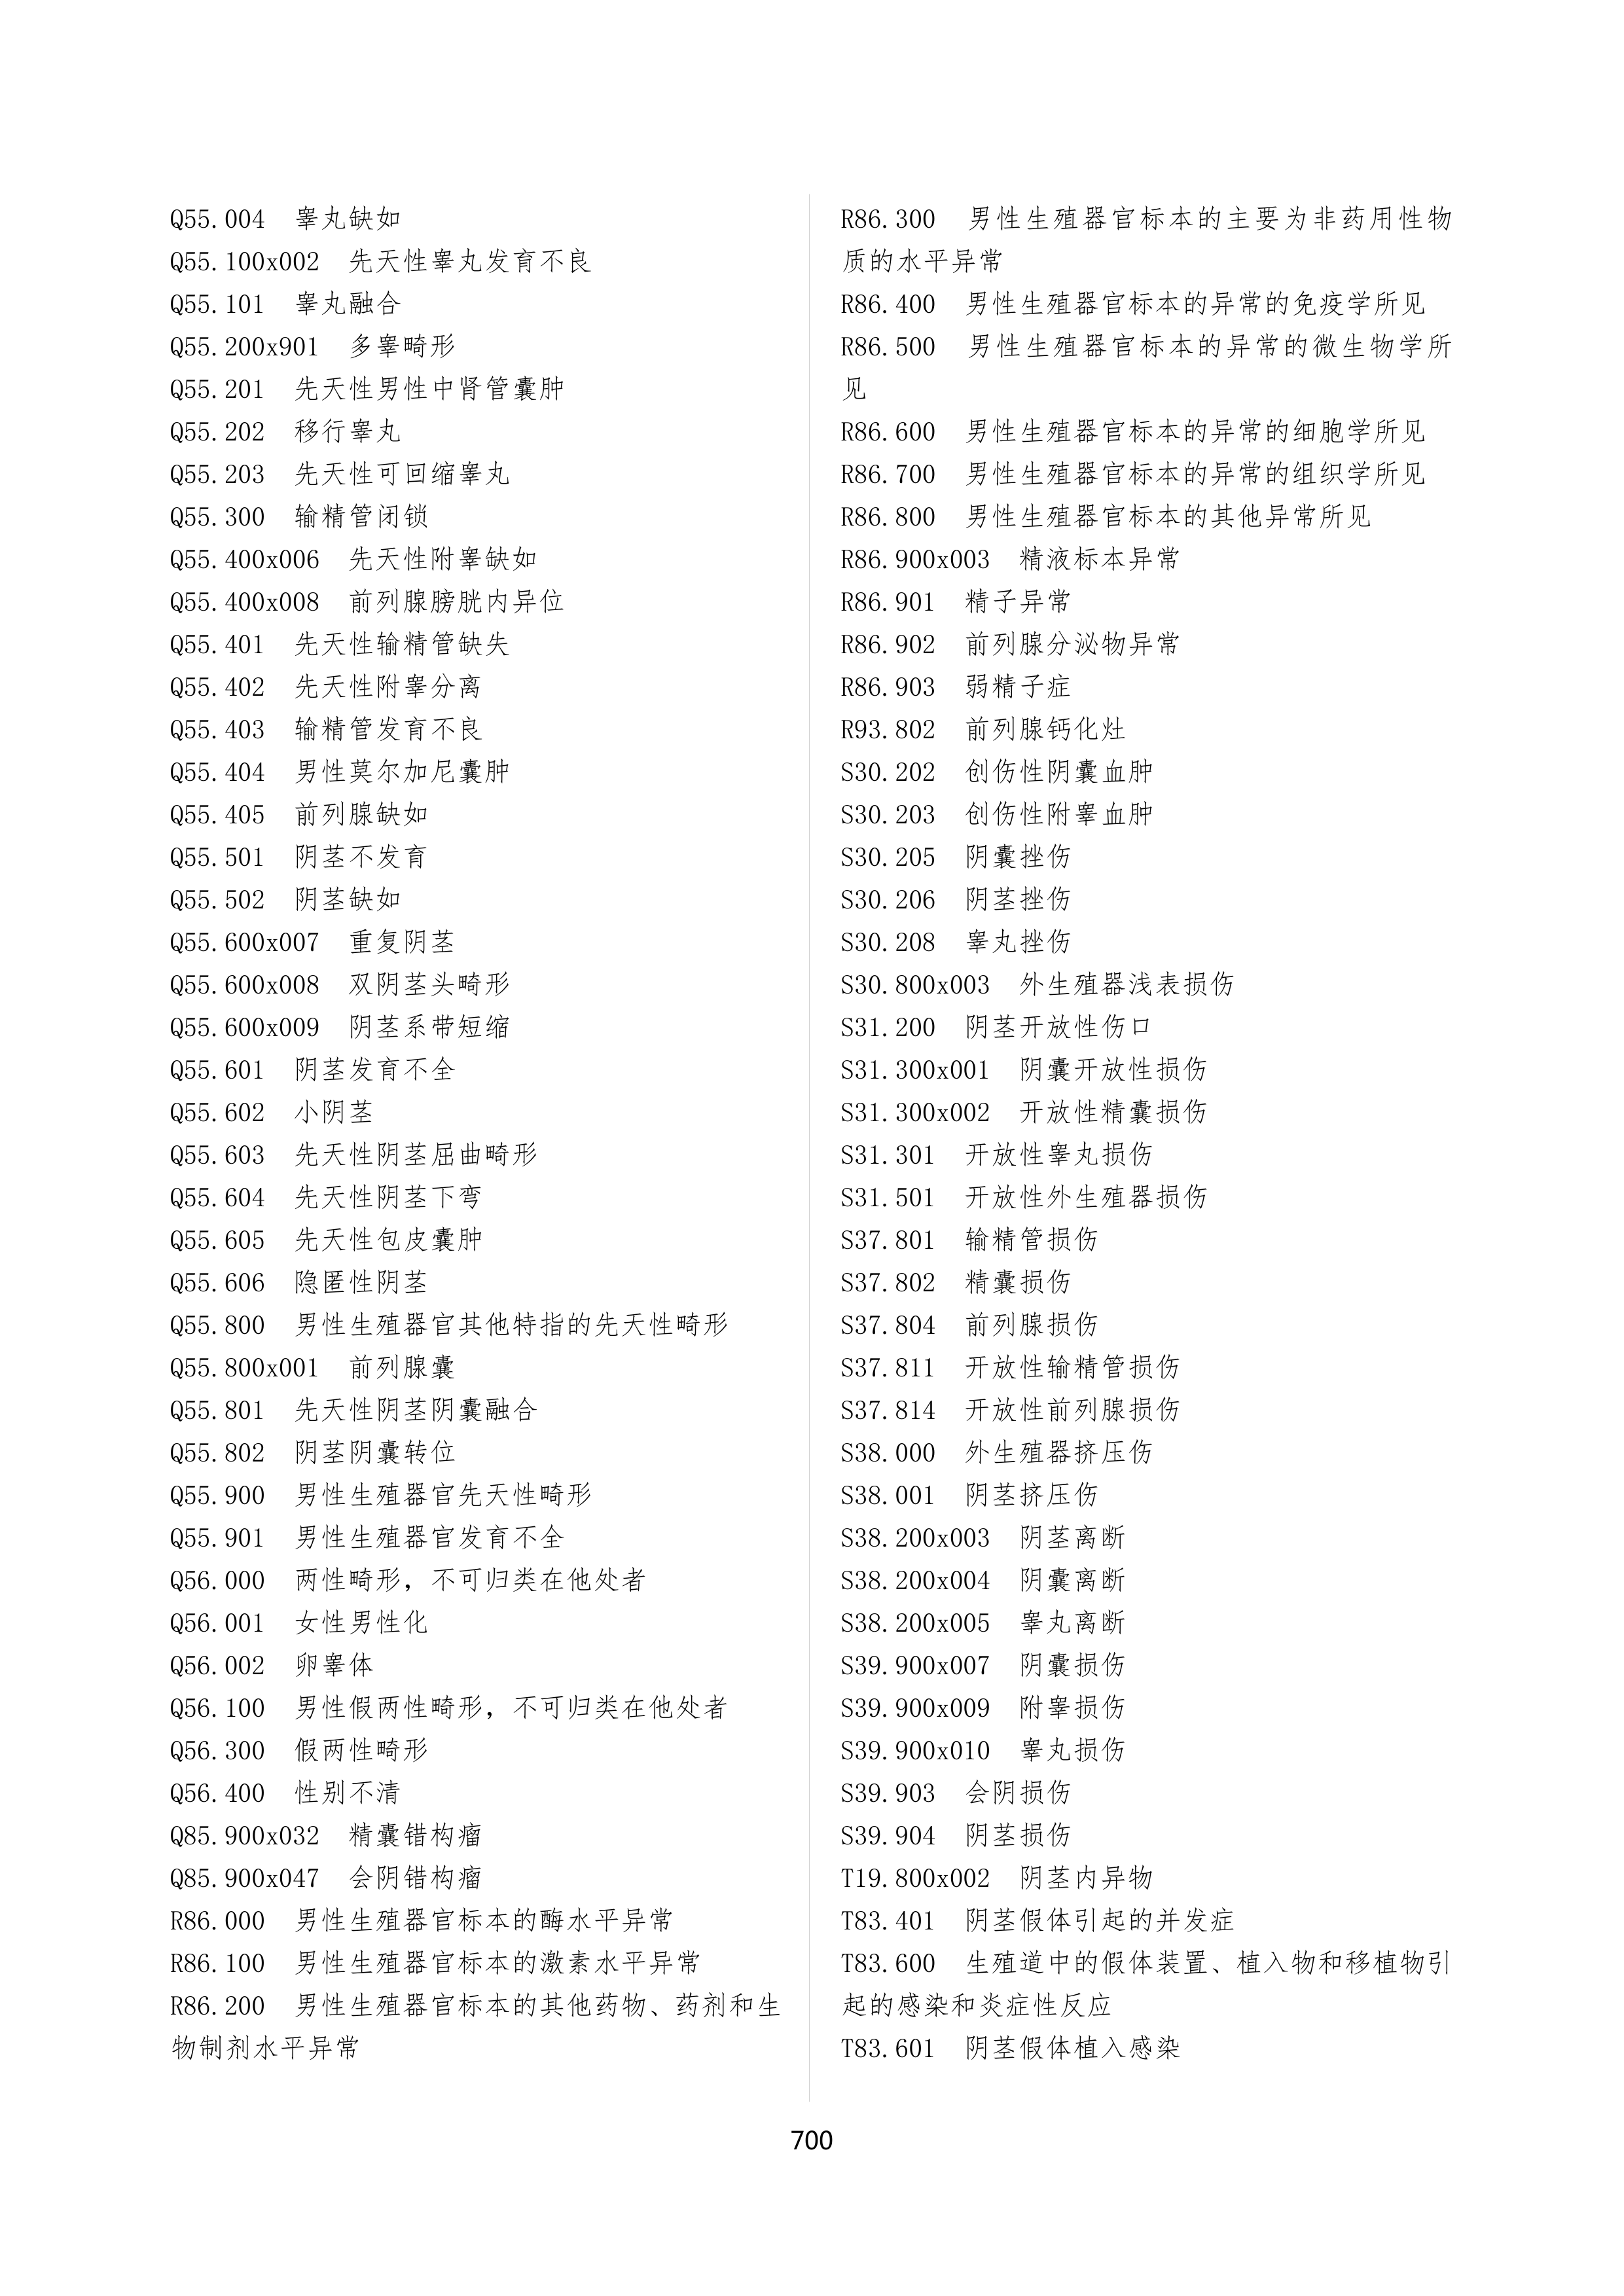 Q55.004　睾丸缺如
Q55.100x002　先天性睾丸发育不良
Q55.101　睾丸融合
Q55.200x901　多睾畸形
Q55.201　先天性男性中肾管囊肿
Q55.202　移行睾丸
Q55.203　先天性可回缩睾丸
Q55.300　输精管闭锁
Q55.400x006　先天性附睾缺如
Q55.400x008　前列腺膀胱内异位
Q55.401　先天性输精管缺失
Q55.402　先天性附睾分离
Q55.403　输精管发育不良
Q55.404　男性莫尔加尼囊肿
Q55.405　前列腺缺如
Q55.501　阴茎不发育
Q55.502　阴茎缺如
Q55.600x007　重复阴茎
Q55.600x008　双阴茎头畸形
Q55.600x009　阴茎系带短缩
Q55.601　阴茎发育不全
Q55.602　小阴茎
Q55.603　先天性阴茎屈曲畸形
Q55.604　先天性阴茎下弯
Q55.605　先天性包皮囊肿
Q55.606　隐匿性阴茎
Q55.800　男性生殖器官其他特指的先天性畸形
Q55.800x001　前列腺囊
Q55.801　先天性阴茎阴囊融合
Q55.802　阴茎阴囊转位
Q55.900　男性生殖器官先天性畸形
Q55.901　男性生殖器官发育不全
Q56.000　两性畸形，不可归类在他处者
Q56.001　女性男性化
Q56.002　卵睾体
Q56.100　男性假两性畸形，不可归类在他处者
Q56.300　假两性畸形
Q56.400　性别不清
Q85.900x032　精囊错构瘤
Q85.900x047　会阴错构瘤
R86.000　男性生殖器官标本的酶水平异常
R86.100　男性生殖器官标本的激素水平异常
R86.200　男性生殖器官标本的其他药物、药剂和生
物制剂水平异常
R86.300　男性生殖器官标本的主要为非药用性物
质的水平异常
R86.400　男性生殖器官标本的异常的免疫学所见
R86.500　男性生殖器官标本的异常的微生物学所
见
R86.600　男性生殖器官标本的异常的细胞学所见
R86.700　男性生殖器官标本的异常的组织学所见
R86.800　男性生殖器官标本的其他异常所见
R86.900x003　精液标本异常
R86.901　精子异常
R86.902　前列腺分泌物异常
R86.903　弱精子症
R93.802　前列腺钙化灶
S30.202　创伤性阴囊血肿
S30.203　创伤性附睾血肿
S30.205　阴囊挫伤
S30.206　阴茎挫伤
S30.208　睾丸挫伤
S30.800x003　外生殖器浅表损伤
S31.200　阴茎开放性伤口
S31.300x001　阴囊开放性损伤
S31.300x002　开放性精囊损伤
S31.301　开放性睾丸损伤
S31.501　开放性外生殖器损伤
S37.801　输精管损伤
S37.802　精囊损伤
S37.804　前列腺损伤
S37.811　开放性输精管损伤
S37.814　开放性前列腺损伤
S38.000　外生殖器挤压伤
S38.001　阴茎挤压伤
S38.200x003　阴茎离断
S38.200x004　阴囊离断
S38.200x005　睾丸离断
S39.900x007　阴囊损伤
S39.900x009　附睾损伤
S39.900x010　睾丸损伤
S39.903　会阴损伤
S39.904　阴茎损伤
T19.800x002　阴茎内异物
T83.401　阴茎假体引起的并发症
T83.600　生殖道中的假体装置、植入物和移植物引
起的感染和炎症性反应
T83.601　阴茎假体植入感染
700